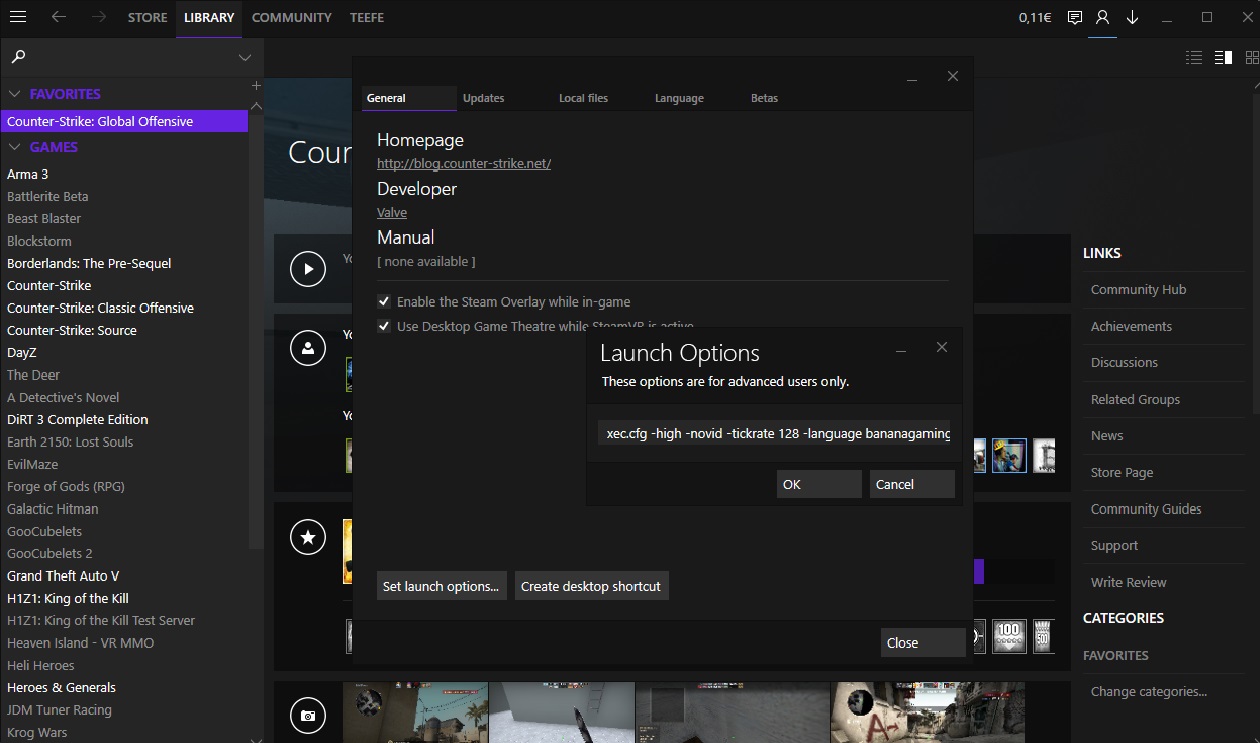 STORE LIBRARY COMMUNITY TEEFE 0,11€
FAVORITES
Counter-Strike: Global Offensive
GAMES
Arma 3
Battlerite Beta
Beast Blaster
Blockstorm
Borderlands: The Pre-Sequel
Counter-Strike
Counter-Strike: Classic Offensive
Counter-Strike: Source
DayZ
The Deer
A Detective's Novel
DiRT 3 Complete Edition
Earth 2150: Lost Souls
EvilMaze
Forge of Gods (RPG)
Galactic Hitman
GooCubelets
GooCubelets 2
Grand Theft Auto V
H1Z1: King of the Kill
H1Z1: King of the Kill Test Server
Heaven Island - VR MMO
Heli Heroes
Heroes & Generals
JDM Tuner Racing
Krog Wars
Cour
Yo
Yo
Yo
General Updates Local files Language Betas
Homepage
http://blog.counter-strike.net/
Developer
Valve
Manual
[ none available ]
Enable the Steam Overlay while in-game
Use Desktop Game Theatre while SteamVR is active
Launch Options
These options are for advanced users only.
xec.cfg -high -novid -tickrate 128 -language bananagaming
OK Cancel
Set launch options... Create desktop shortcut
Close
100
500
A
LINKS
Community Hub
Achievements
Discussions
Related Groups
News
Store Page
Community Guides
Support
Write Review
CATEGORIES
FAVORITES
Change categories...